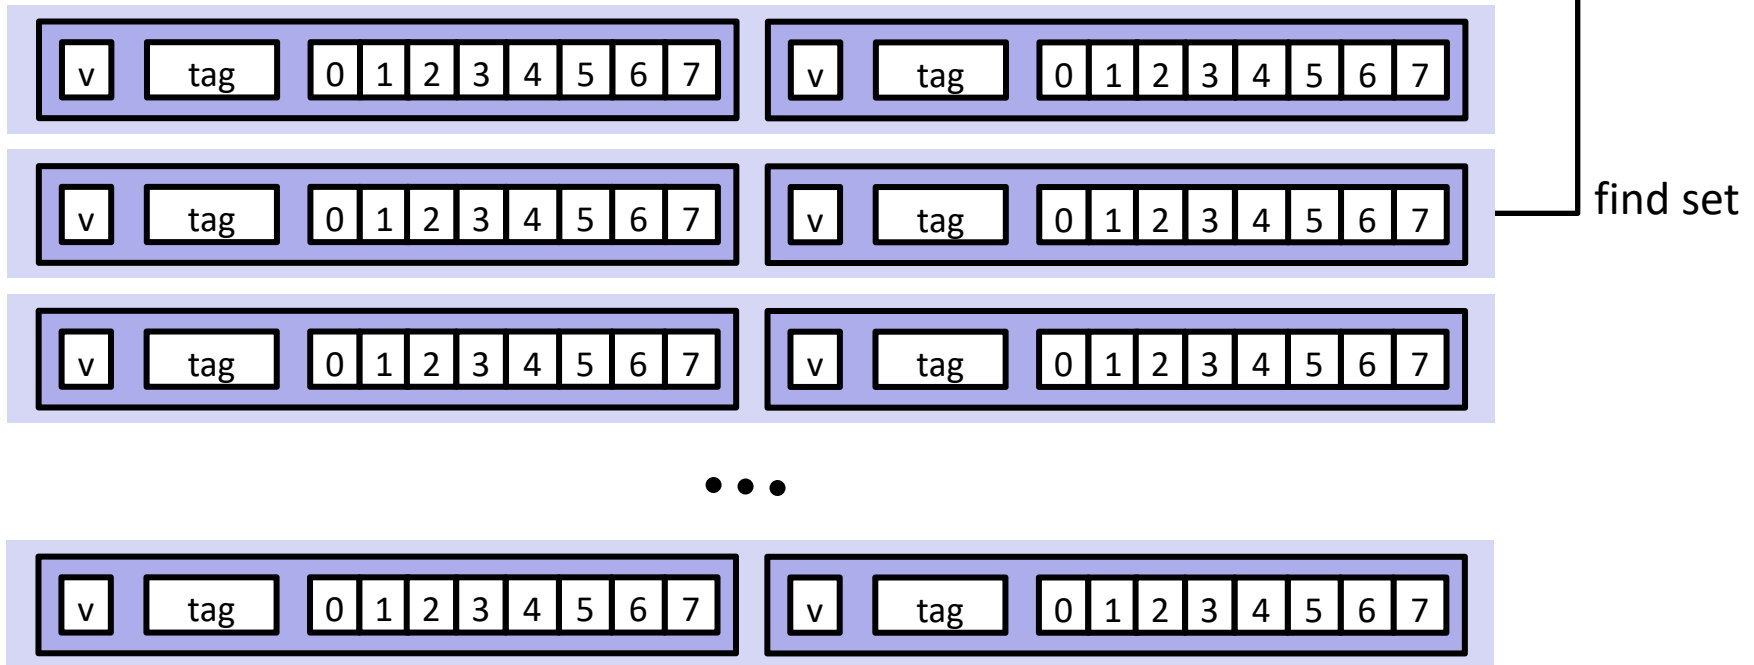 v tag 0 1 2 3 4 5 6 7 v tag 0 1 2 3 4 5 6 7
v tag 0 1 2 3 4 5 6 7 v tag 0 1 2 3 4 5 6 7 find set
v tag 0 1 2 3 4 5 6 7 v tag 0 1 2 3 4 5 6 7
...
v tag 0 1 2 3 4 5 6 7 v tag 0 1 2 3 4 5 6 7